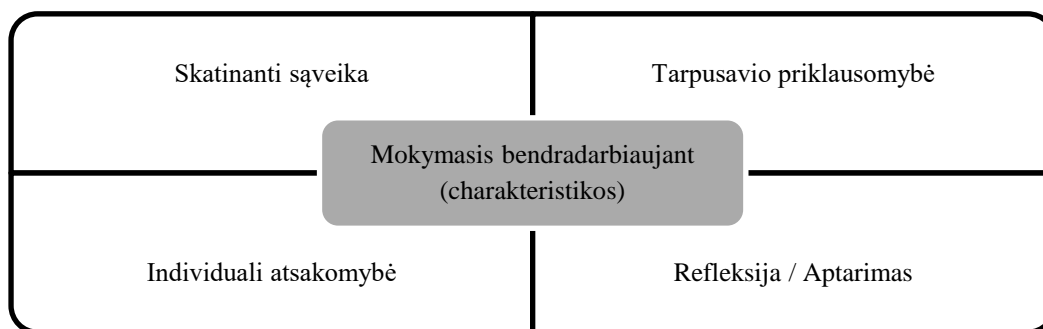 Skatinanti sąveika
Tarpusavio priklausomybė
Mokymasis bendradarbiaujant
(charakteristikos)
Individuali atsakomybė
Refleksija / Aptarimas